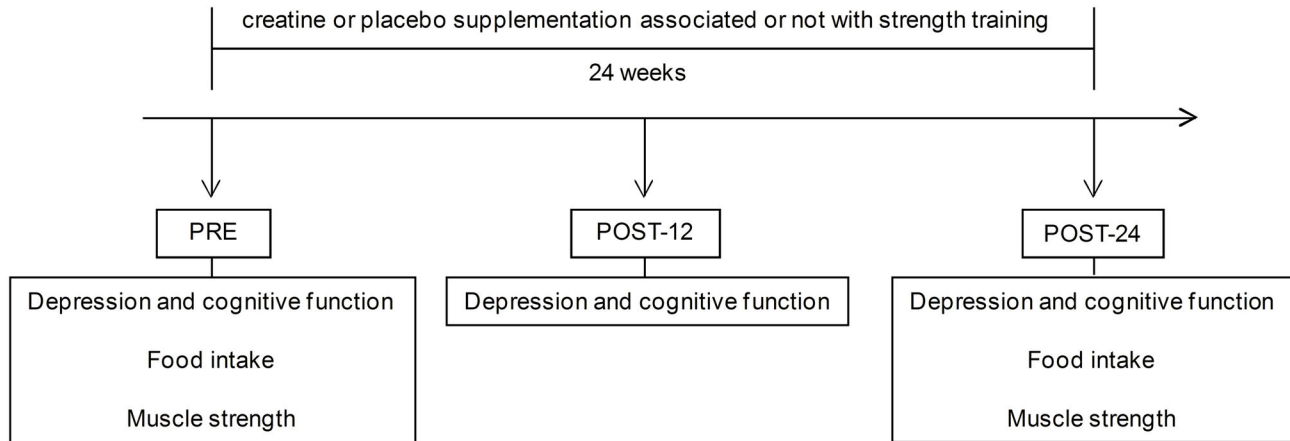 creatine or placebo supplementation associated or not with strength training
24 weeks
PRE
POST-12
POST-24
Depression and cognitive function
Food intake
Muscle strength
Depression and cognitive function
Depression and cognitive function
Food intake
Muscle strength